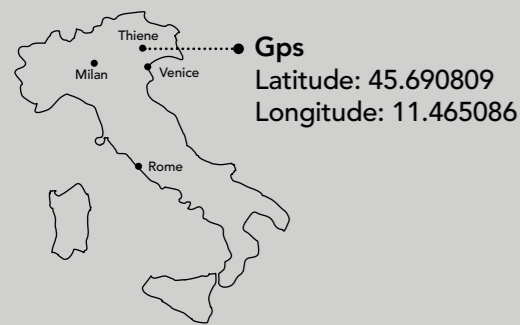 Thiene
Gps
Milan
Venice
Latitude: 45.690809
Longitude: 11.465086
Rome